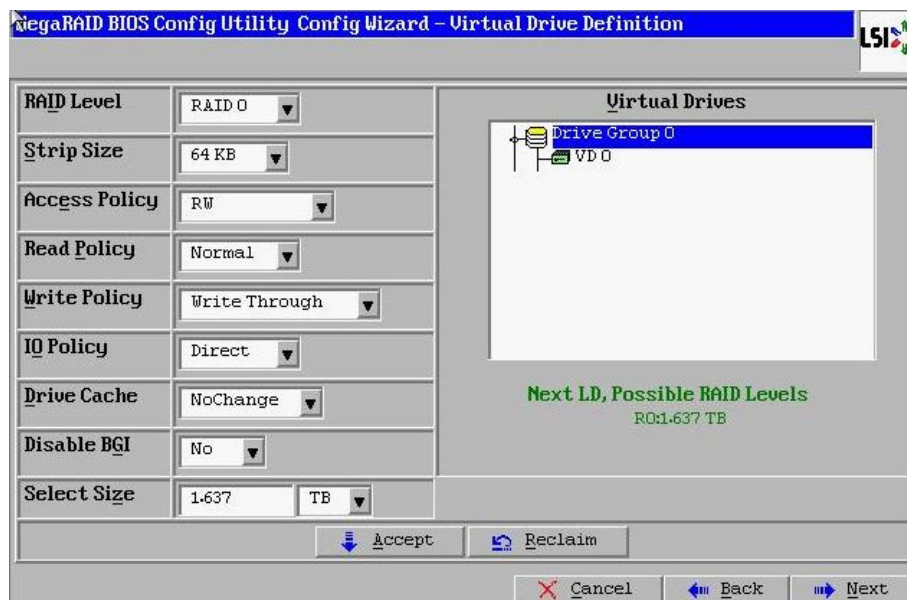 MegaRAID BIOS Config Utility Config Wizard – Virtual Drive Definition
LSI
RAID Level
RAID 0
Strip Size
64 KB
Access Policy
RW
Read Policy
Normal
Write Policy
Write Through
IO Policy
Direct
Drive Cache
NoChange
Disable BGI
No
Select Size
1.637
TB
Virtual Drives
Drive Group 0
VD 0
Next LD, Possible RAID Levels
R0:1.637 TB
Accept
Reclaim
Cancel
Back
Next